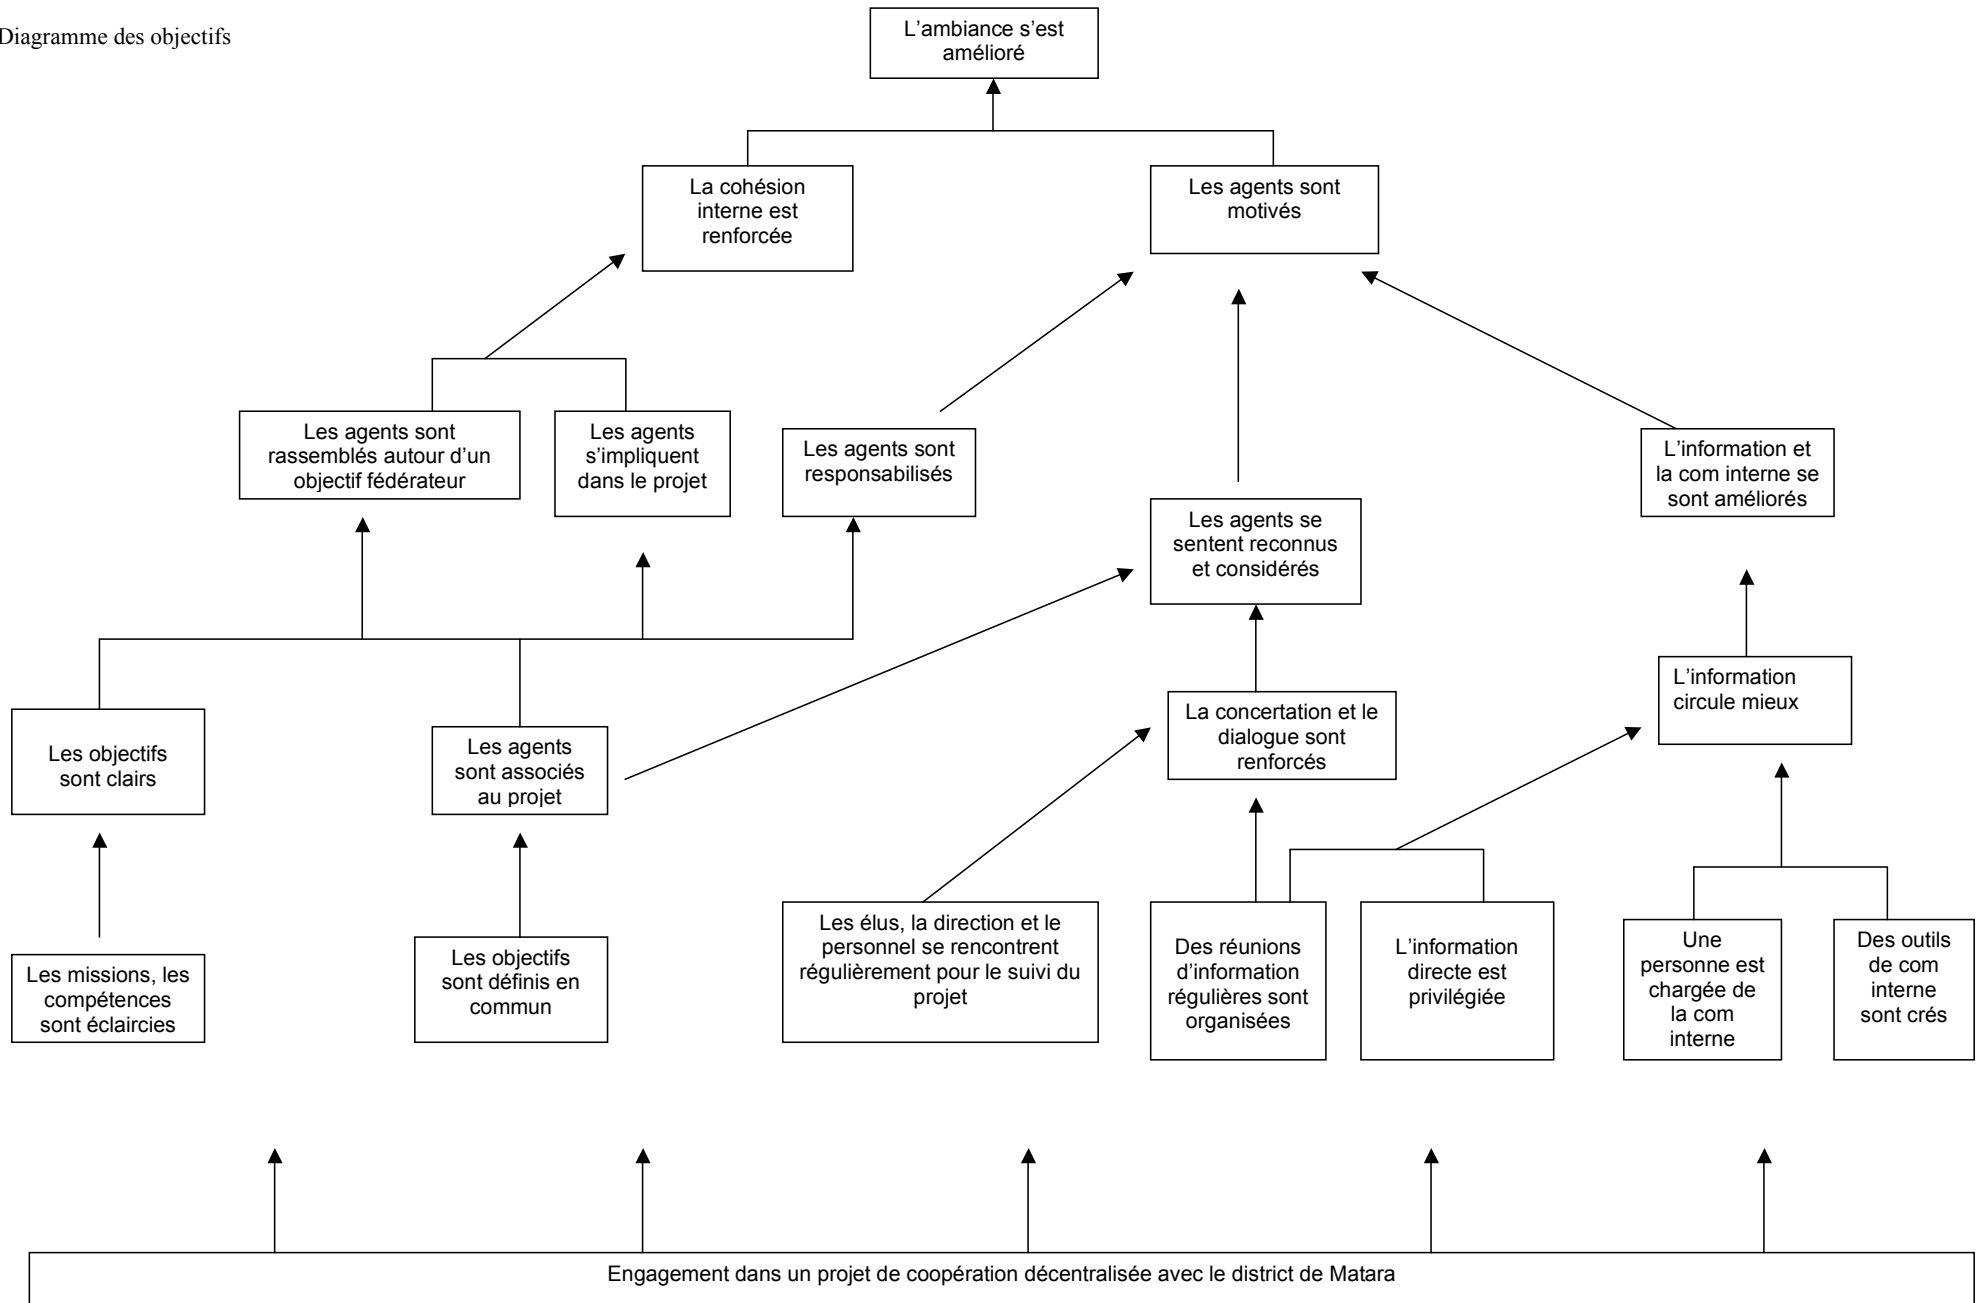 Diagramme des objectifs
L’ambiance s’est
amélioré
La cohésion
interne est
renforcée
Les agents sont
motivés
Les agents sont
rassemblés autour d’un
objectif fédérateur
Les agents
s’impliquent
dans le projet
Les agents sont
responsabilisés
L’information et
la com interne se
sont améliorés
Les agents se
sentent reconnus
et considérés
L’information
circule mieux
La concertation et le
dialogue sont
renforcés
Les objectifs
sont clairs
Les agents
sont associés
au projet
Les missions, les
compétences
sont éclaircies
Les objectifs
sont définis en
commun
Les élus, la direction et le
personnel se rencontrent
régulièrement pour le suivi du
projet
Des réunions
d’information
régulières sont
organisées
L’information
directe est
privilégiée
Une
personne est
chargée de
la com
interne
Des outils
de com
interne
sont crés
Engagement dans un projet de coopération décentralisée avec le district de Matara